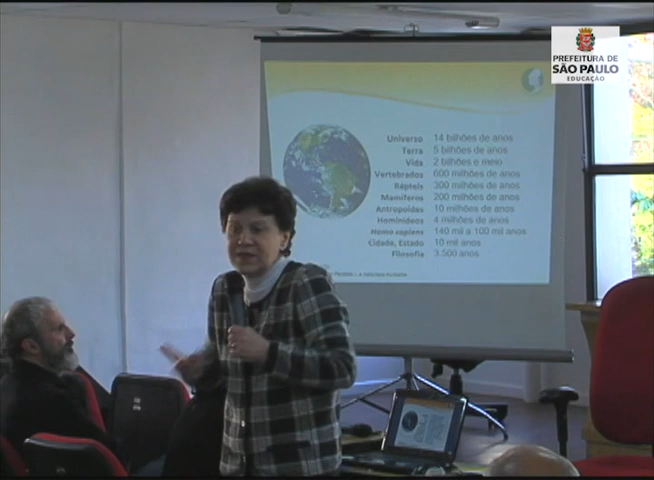 PREFEITURA DE
SÃO PAULO
EDUCAÇÃO
Universo 14 bilhões de anos
Terra 5 bilhões de anos
Vida 2 bilhões e meio
Vertebrados 600 milhões de anos
Répteis 300 milhões de anos
Mamíferos 200 milhões de anos
Antropoides 10 milhões de anos
Hominídeos 4 milhões de anos
Homo sapiens 140 mil a 100 mil anos
Cidade, Estado 10 mil anos
Filosofia 3.500 anos